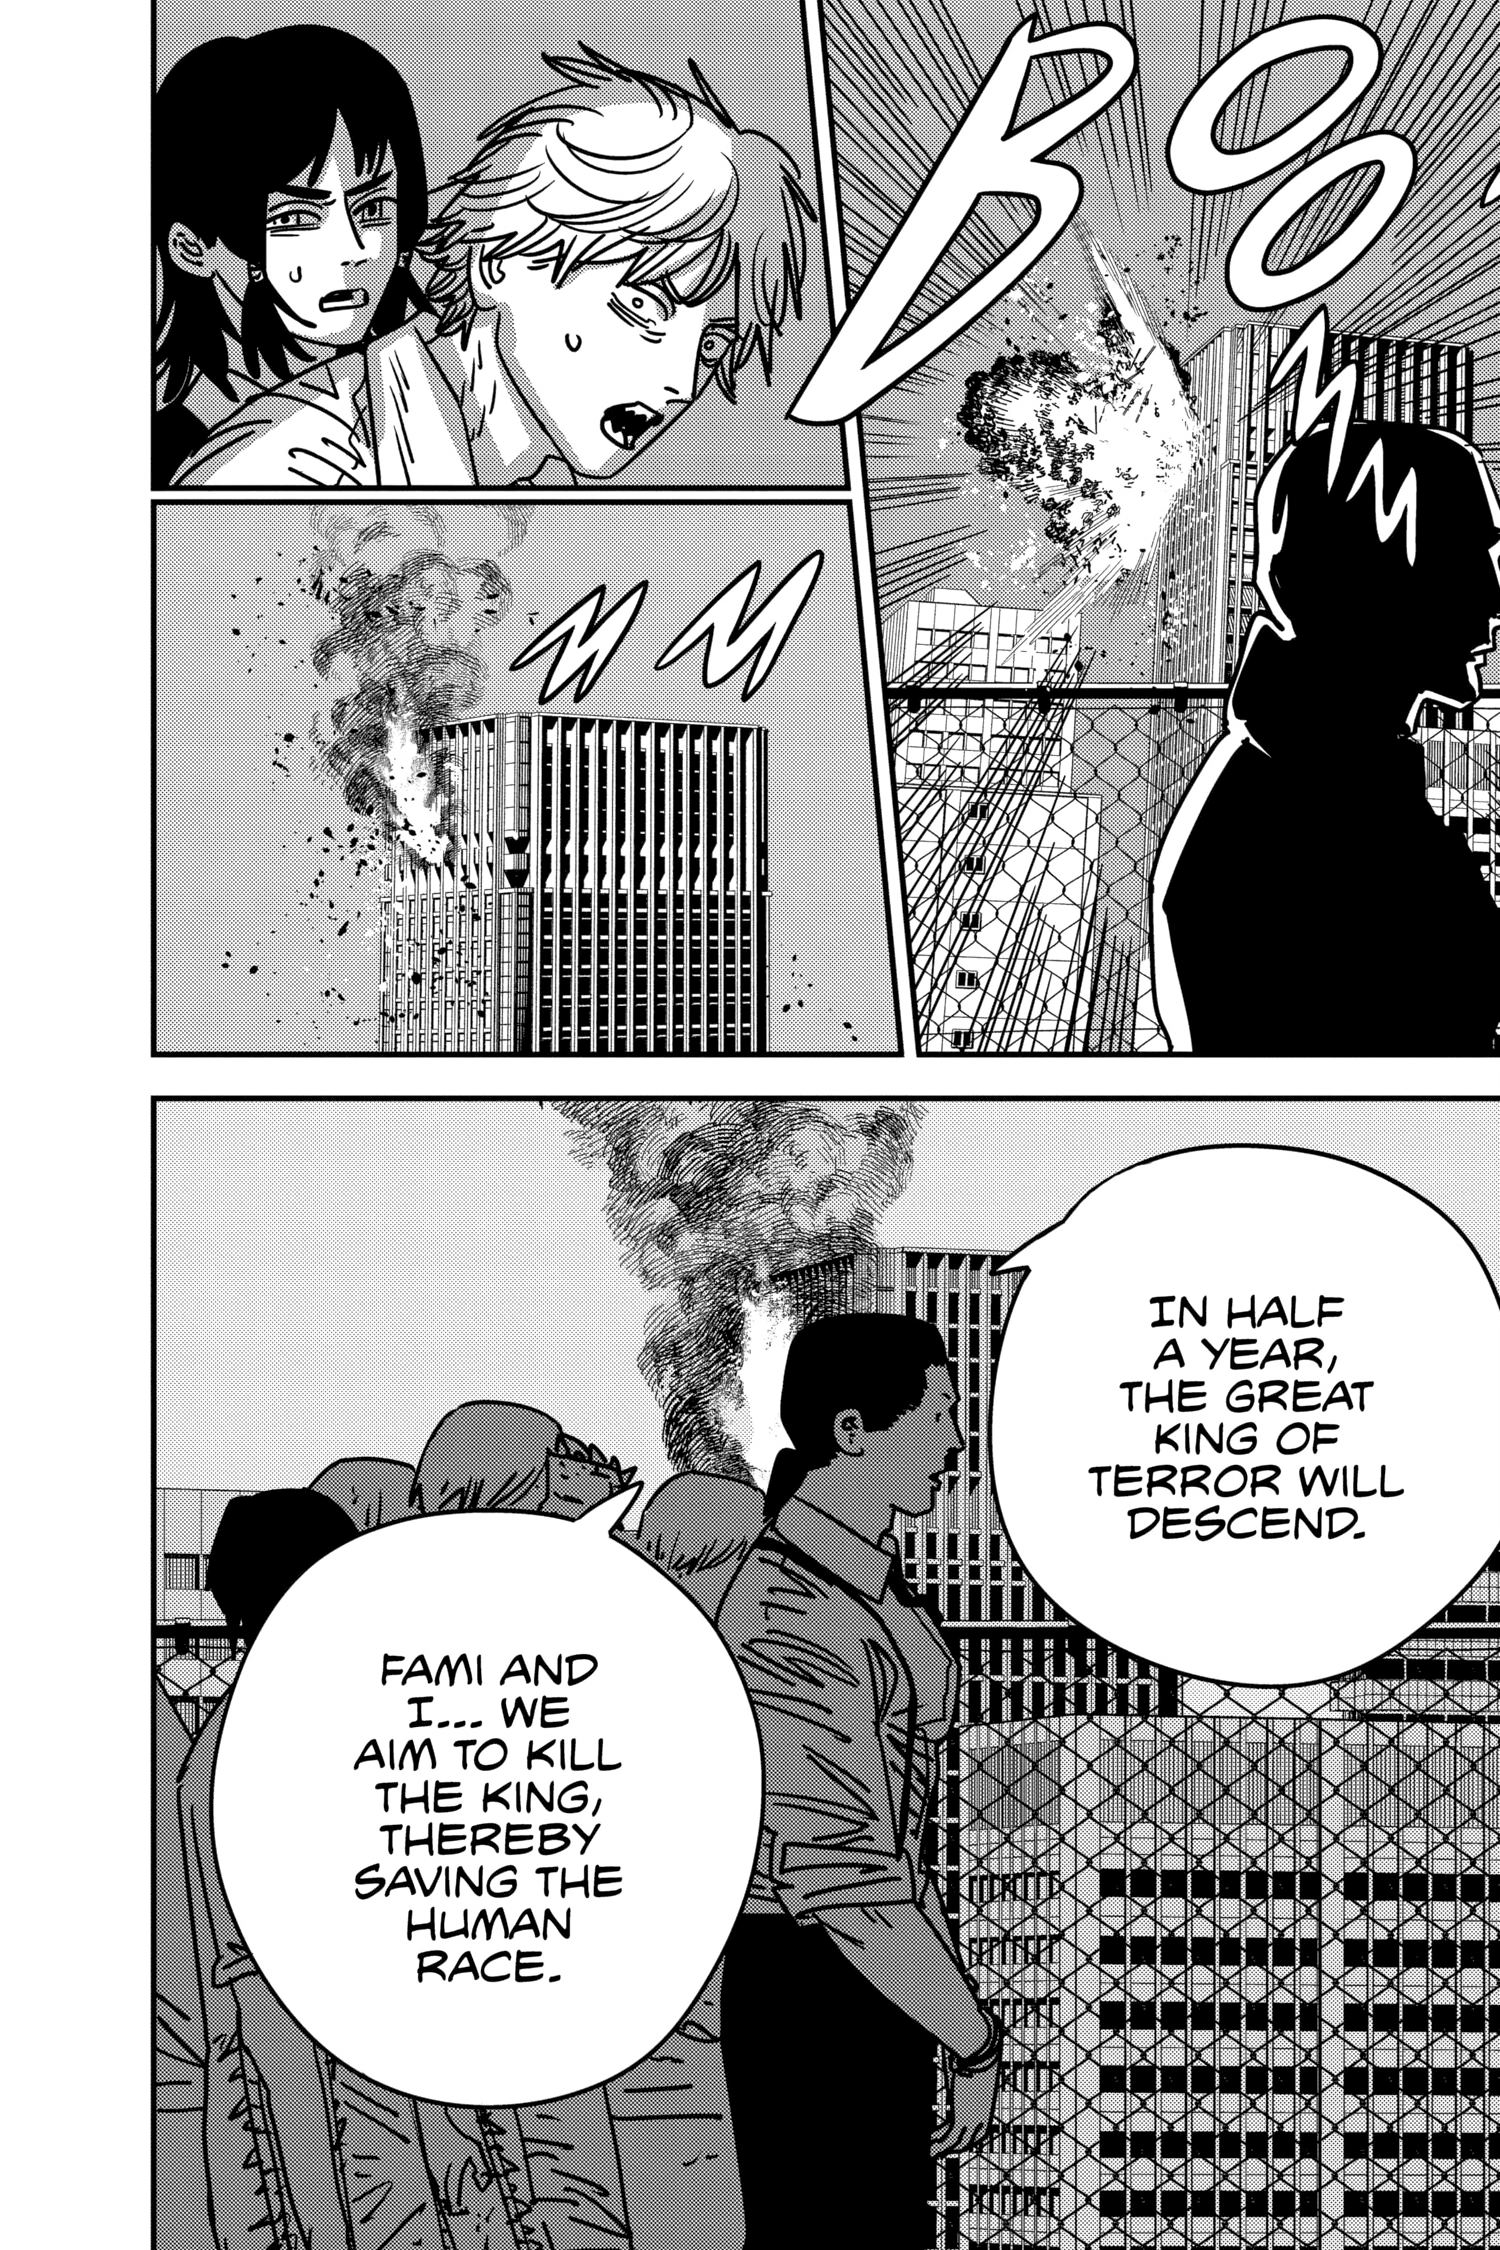 BOOMM
MM
IN HALF
A YEAR,
THE GREAT
KING OF
TERROR WILL
DESCEND.
FAMI AND
I... WE
AIM TO KILL
THE KING,
THEREBY
SAVING THE
HUMAN
RACE.